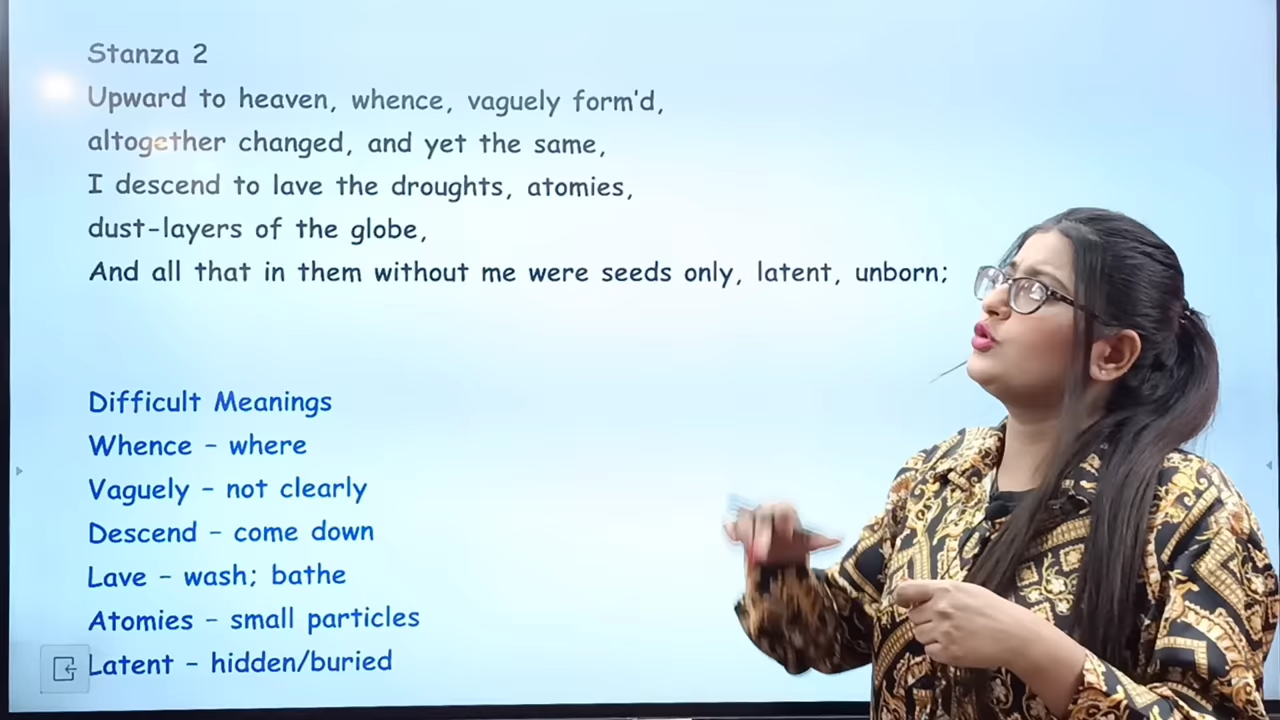 Stanza 2
Upward to heaven, whence, vaguely form'd,
altogether changed, and yet the same,
I descend to lave the droughts, atomies,
dust-layers of the globe,
And all that in them without me were seeds only, latent, unborn;
Difficult Meanings
Whence - where
Vaguely - not clearly
Descend - come down
Lave - wash; bathe
Atomies - small particles
Latent - hidden/buried